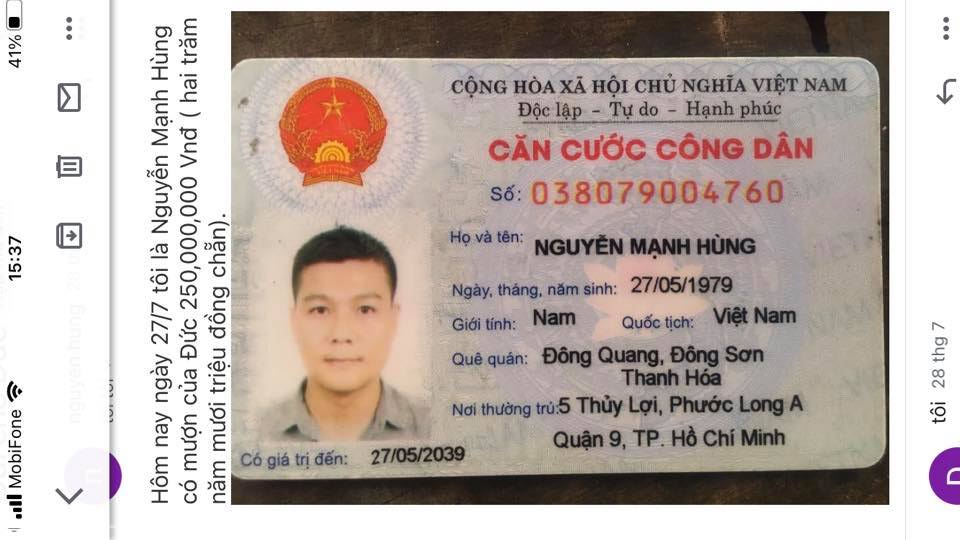 MobiFone 15:37 41%
Hôm nay ngày 27/7 tôi là Nguyễn Mạnh Hùng
có mượn của Đức 250,000,000 Vnđ ( hai trăm
năm mươi triệu đồng chẵn).
CỘNG HÒA XÃ HỘI CHỦ NGHĨA VIỆT NAM
Độc lập - Tự do - Hạnh phúc
CĂN CƯỚC CÔNG DÂN
Số: 038079004760
Họ và tên: NGUYỄN MẠNH HÙNG
Ngày, tháng, năm sinh: 27/05/1979
Giới tính: Nam Quốc tịch: Việt Nam
Quê quán: Đông Quang, Đông Sơn
Thanh Hóa
Nơi thường trú: 5 Thủy Lợi, Phước Long A
Quận 9, TP. Hồ Chí Minh
Có giá trị đến: 27/05/2039
D
tôi 28 thg 7